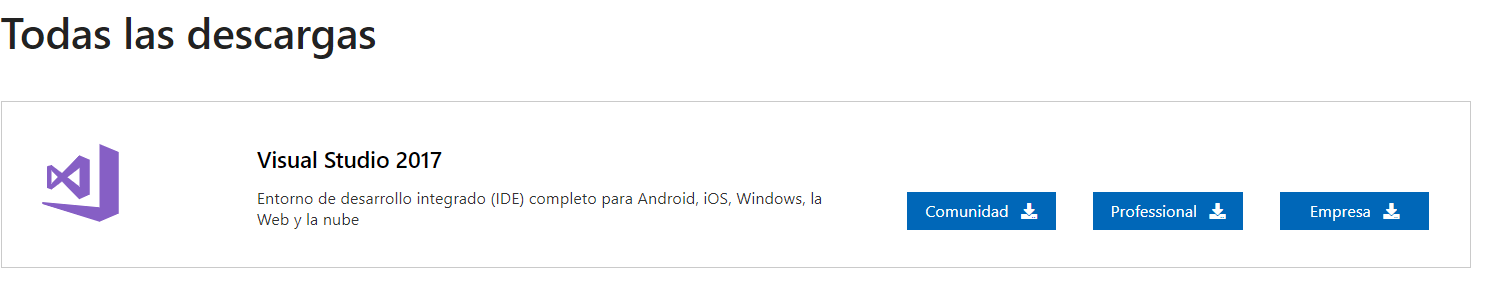 Todas las descargas
Visual Studio 2017
Entorno de desarrollo integrado (IDE) completo para Android, iOS, Windows, la
Web y la nube
Comunidad
Professional
Empresa